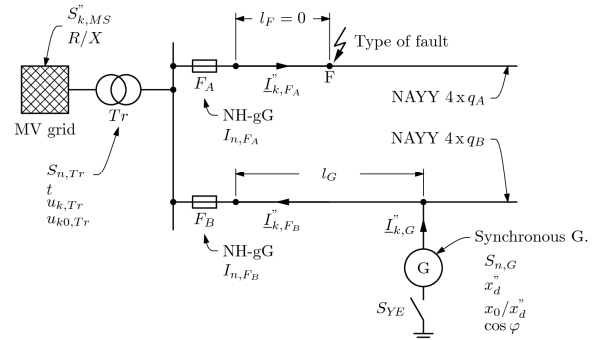 S"k,MS
R/X
MV grid
Tr
Sn,Tr
t
uk,Tr
uk0,Tr
lF = 0
Type of fault
FA
I"k,FA
F
NH-gG
In,FA
NAYY 4 x qA
NAYY 4 x qB
lG
FB
I"k,FB
I"k,G
NH-gG
In,FB
G
Synchronous G.
Sn,G
x"d
x0/x"d
cos φ
SYE